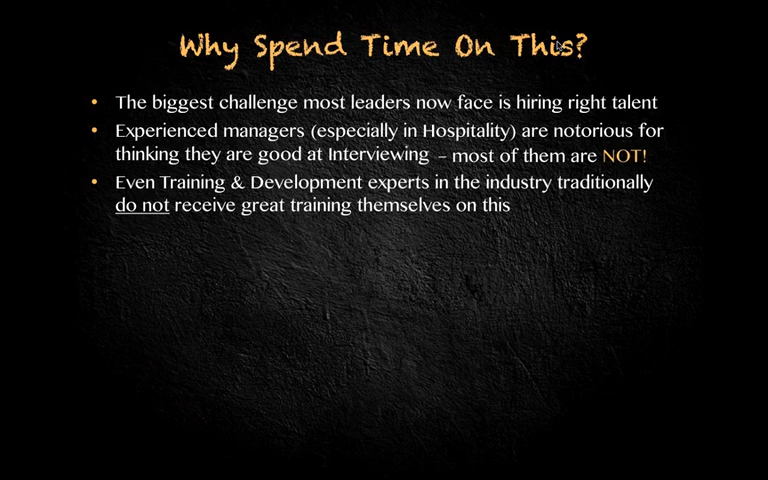 Why Spend Time On This?
• The biggest challenge most leaders now face is hiring right talent
• Experienced managers (especially in Hospitality) are notorious for
thinking they are good at Interviewing – most of them are NOT!
• Even Training & Development experts in the industry traditionally
do not receive great training themselves on this